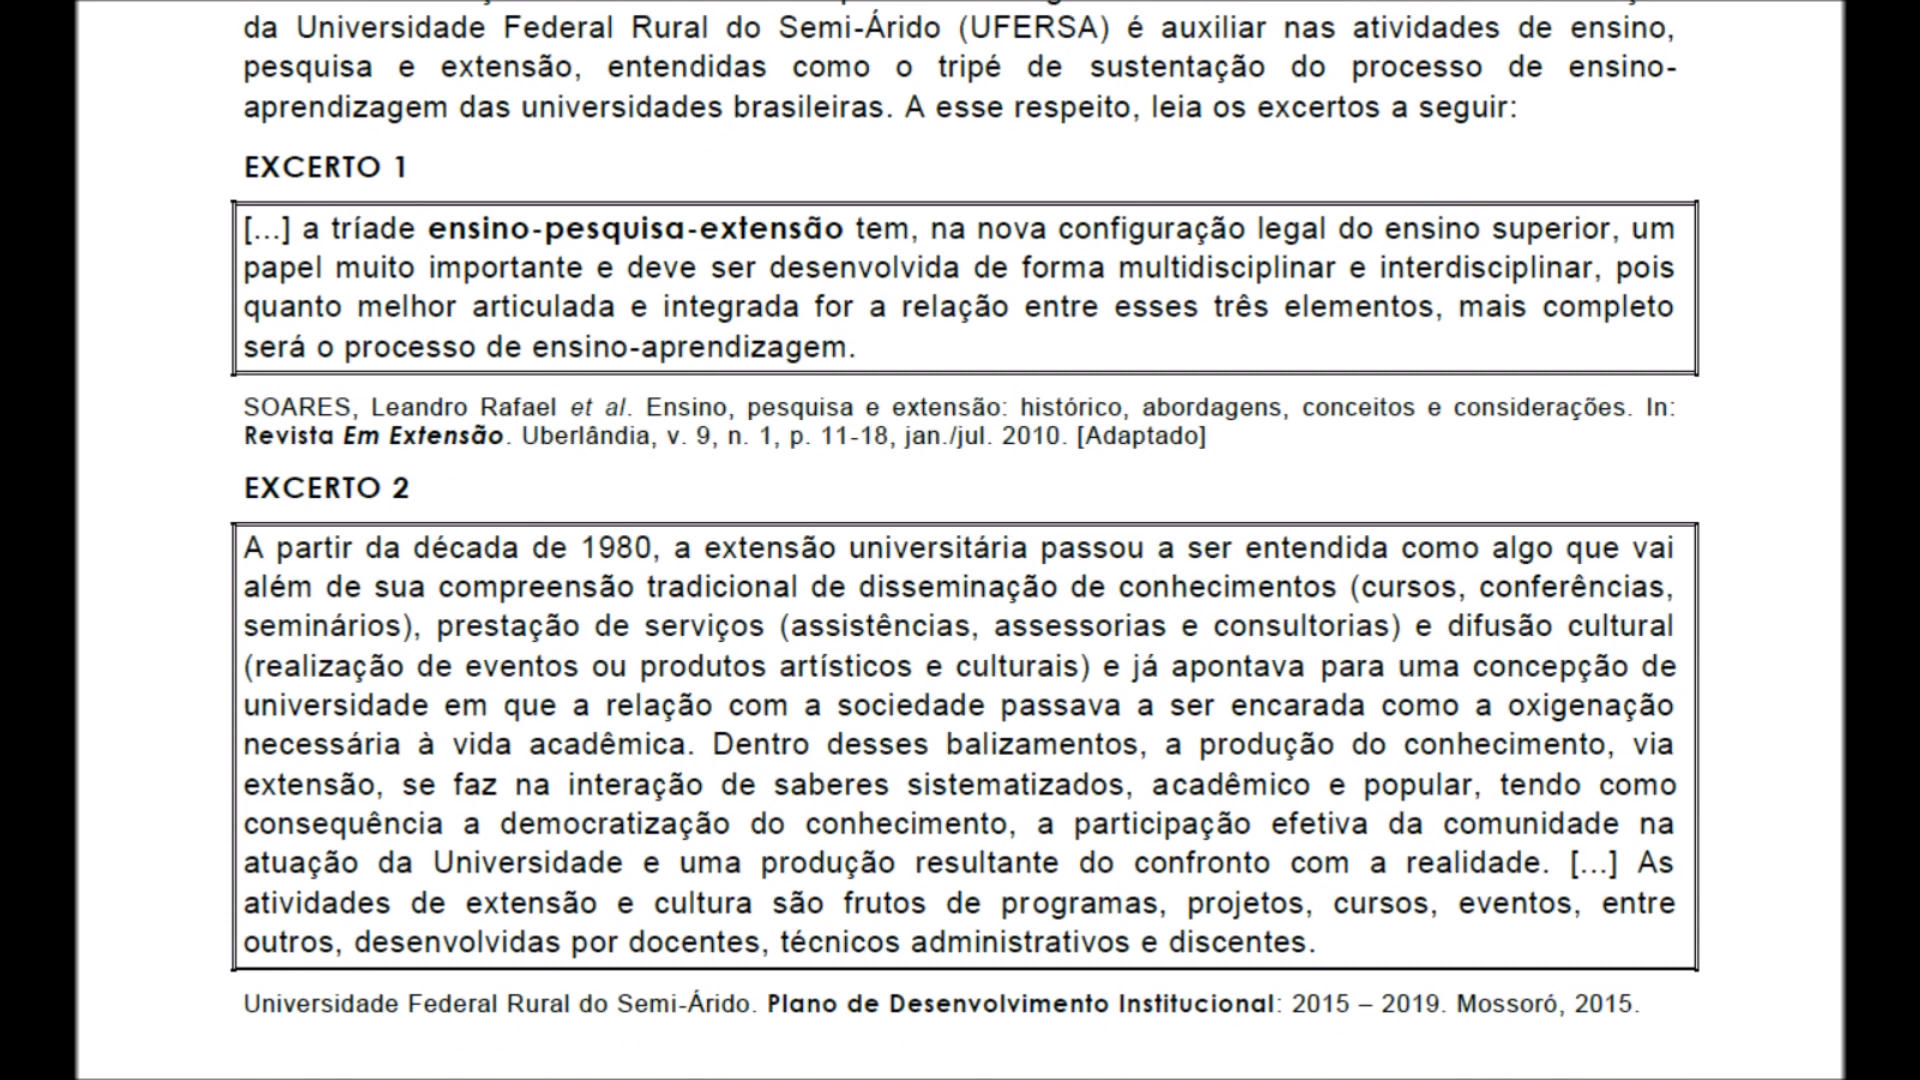 da Universidade Federal Rural do Semi-Árido (UFERSA) é auxiliar nas atividades de ensino,
pesquisa e extensão, entendidas como o tripé de sustentação do processo de ensino-
aprendizagem das universidades brasileiras. A esse respeito, leia os excertos a seguir:
EXCERTO 1
[...] a tríade ensino-pesquisa-extensão tem, na nova configuração legal do ensino superior, um
papel muito importante e deve ser desenvolvida de forma multidisciplinar e interdisciplinar, pois
quanto melhor articulada e integrada for a relação entre esses três elementos, mais completo
será o processo de ensino-aprendizagem.
SOARES, Leandro Rafael et al. Ensino, pesquisa e extensão: histórico, abordagens, conceitos e considerações. In:
Revista Em Extensão. Uberlândia, v. 9, n. 1, p. 11-18, jan./jul. 2010. [Adaptado]
EXCERTO 2
A partir da década de 1980, a extensão universitária passou a ser entendida como algo que vai
além de sua compreensão tradicional de disseminação de conhecimentos (cursos, conferências,
seminários), prestação de serviços (assistências, assessorias e consultorias) e difusão cultural
(realização de eventos ou produtos artísticos e culturais) e já apontava para uma concepção de
universidade em que a relação com a sociedade passava a ser encarada como a oxigenação
necessária à vida acadêmica. Dentro desses balizamentos, a produção do conhecimento, via
extensão, se faz na interação de saberes sistematizados, acadêmico e popular, tendo como
consequência a democratização do conhecimento, a participação efetiva da comunidade na
atuação da Universidade e uma produção resultante do confronto com a realidade. [...] As
atividades de extensão e cultura são frutos de programas, projetos, cursos, eventos, entre
outros, desenvolvidas por docentes, técnicos administrativos e discentes.
Universidade Federal Rural do Semi-Árido. Plano de Desenvolvimento Institucional: 2015 – 2019. Mossoró, 2015.